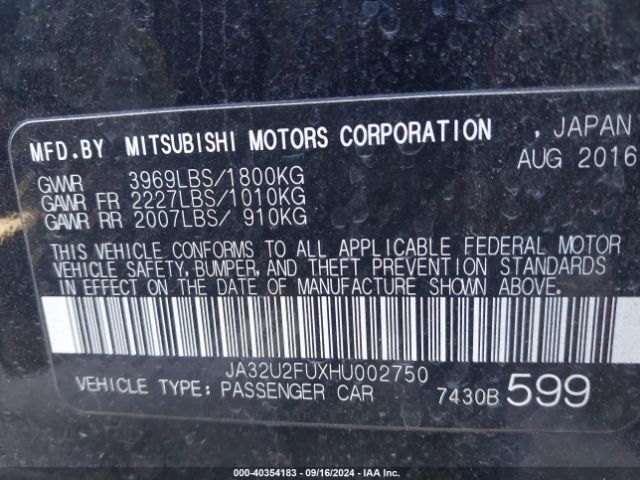 MFD.BY MITSUBISHI MOTORS CORPORATION , JAPAN
AUG 2016
GVWR 3969LBS/1800KG
GAWR FR 2227LBS/1010KG
GAWR RR 2007LBS/ 910KG
THIS VEHICLE CONFORMS TO ALL APPLICABLE FEDERAL MOTOR
VEHICLE SAFETY, BUMPER, AND THEFT PREVENTION STANDARDS
IN EFFECT ON THE DATE OF MANUFACTURE SHOWN ABOVE.
JA32U2FUXHU002750
VEHICLE TYPE: PASSENGER CAR 7430B 599
000-40354183 - 09/16/2024 - IAA Inc.